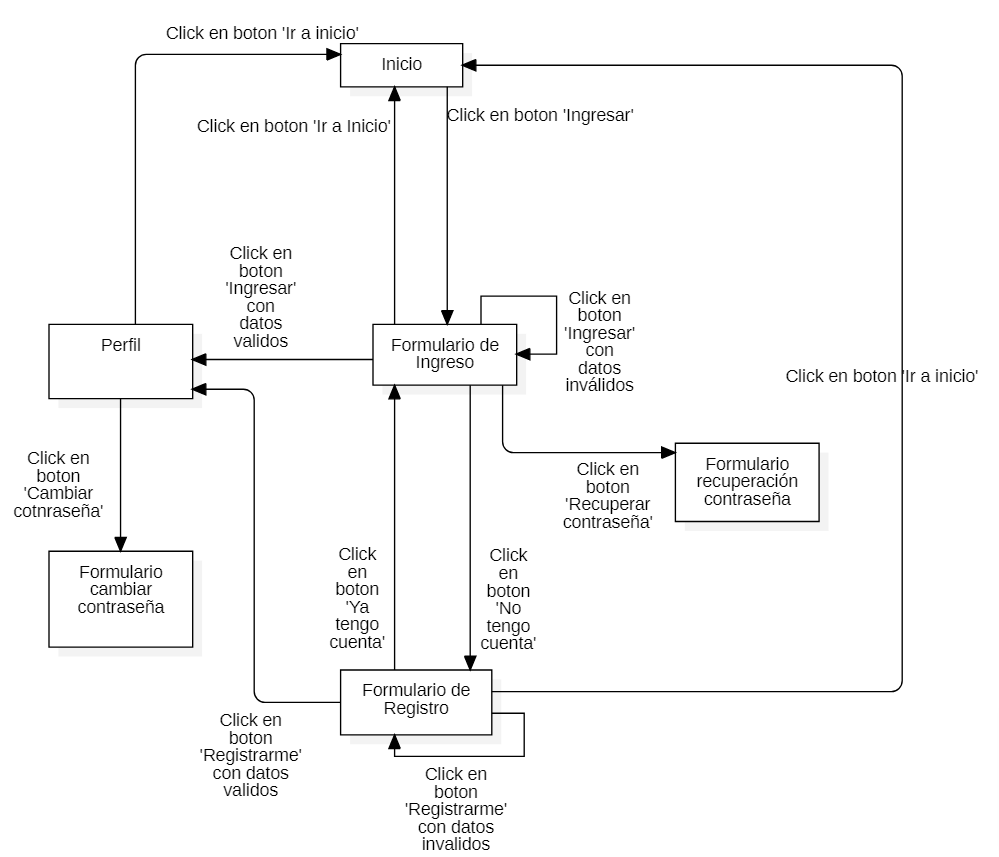 Click en boton 'Ir a inicio'
Inicio
Click en boton 'Ingresar'
Click en boton 'Ir a Inicio'
Click en
boton
'Ingresar'
con
datos
validos
Click en
boton
'Ingresar'
con
datos
inválidos
Perfil
Formulario de
Ingreso
Click en boton 'Ir a inicio'
Click en
boton
'Cambiar
cotnraseña'
Click en
boton
'Recuperar
contraseña'
Formulario
recuperación
contraseña
Formulario
cambiar
contraseña
Click
en
boton
'Ya
tengo
cuenta'
Click
en
boton
'No
tengo
cuenta'
Formulario de
Registro
Click en
boton
'Registrarme'
con datos
validos
Click en
boton
'Registrarme'
con datos
invalidos